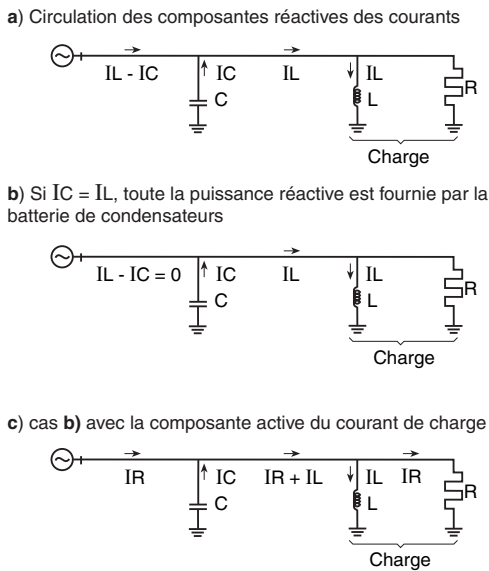 a) Circulation des composantes réactives des courants
IL - IC IC IL IL R
C L
Charge
b) Si IC = IL, toute la puissance réactive est fournie par la
batterie de condensateurs
IL - IC = 0 IC IL IL R
C L
Charge
c) cas b) avec la composante active du courant de charge
IR IC IR + IL IL IR R
C L
Charge